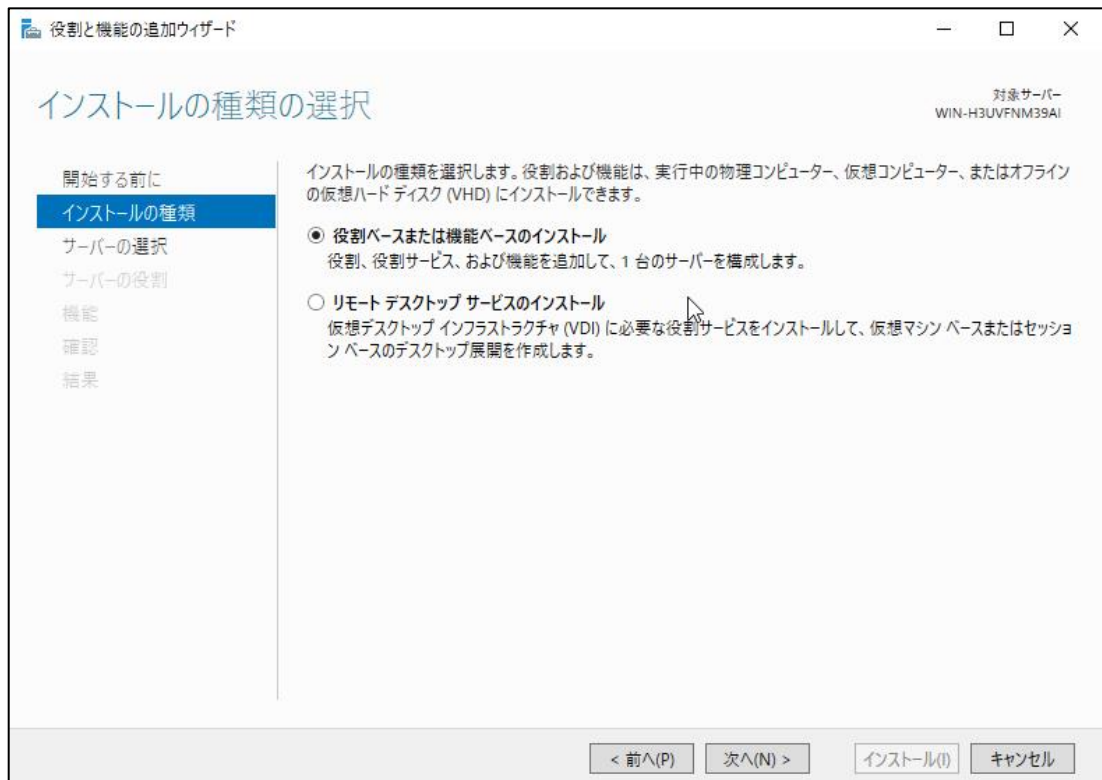 役割と機能の追加ウィザード
インストールの種類の選択
対象サーバー
WIN-H3UVFNM39AI
開始する前に
インストールの種類
サーバーの選択
サーバーの役割
機能
確認
結果
インストールの種類を選択します。役割および機能は、実行中の物理コンピューター、仮想コンピューター、またはオフライン
の仮想ハード ディスク (VHD) にインストールできます。
役割ベースまたは機能ベースのインストール
役割、役割サービス、および機能を追加して、1 台のサーバーを構成します。
リモート デスクトップ サービスのインストール
仮想デスクトップ インフラストラクチャ (VDI) に必要な役割サービスをインストールして、仮想マシン ベースまたはセッショ
ン ベースのデスクトップ展開を作成します。
< 前へ(P)
次へ(N) >
インストール(I)
キャンセル